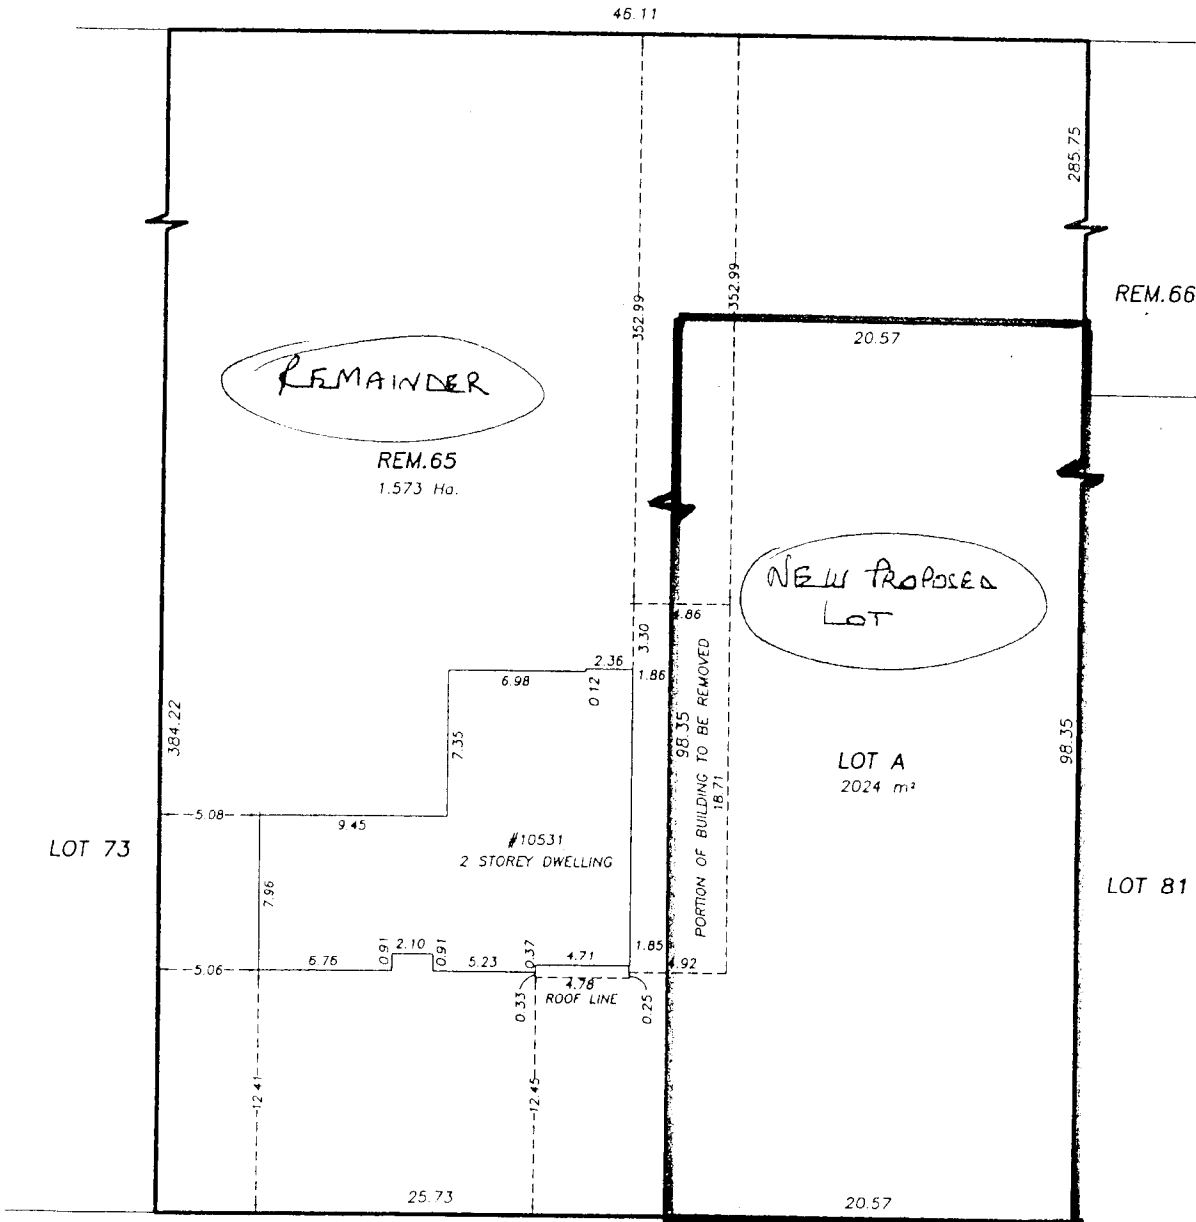 46.11
285.75
REM.66
352.99
352.99
20.57
REMAINDER
REM.65
1.573 Ha.
NEW PROPOSED
LOT
4.86
3.30
2.36
1.86
6.98
0.12
384.22
7.35
98.35
PORTION OF BUILDING TO BE REMOVED
18.71
98.35
LOT A
2024 m²
5.08
9.45
#10531
2 STOREY DWELLING
LOT 73
LOT 81
7.96
0.91
2.10
0.91
0.37
4.71
1.85
5.06
6.76
5.23
4.92
4.78
ROOF LINE
0.33
0.25
12.41
12.45
25.73
20.57